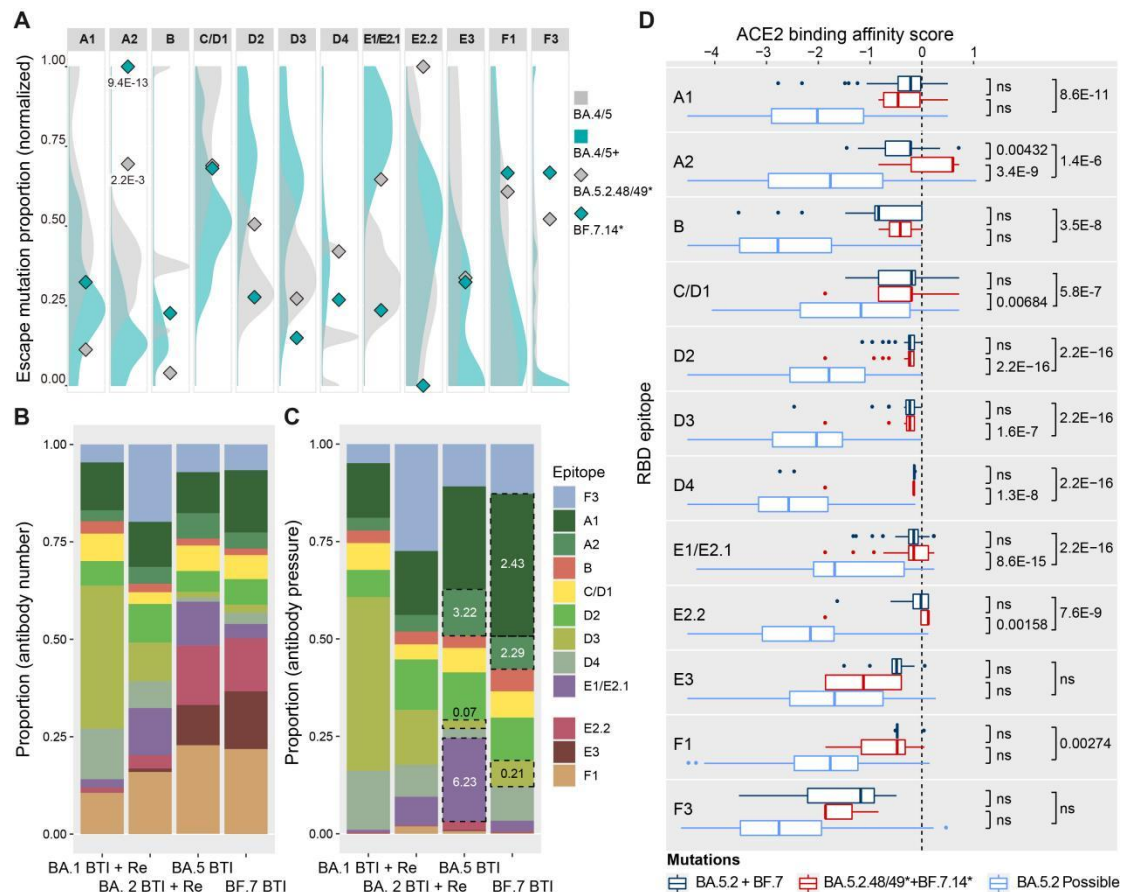 A
A1 A2 B C/D1 D2 D3 D4 E1/E2.1 E2.2 E3 F1 F3
Escape mutation proportion (normalized)
1.00
0.75
0.50
0.25
0.00
9.4E-13
2.2E-3
BA.4/5
BA.4/5+
BA.5.2.48/49*
BF.7.14*
B
Proportion (antibody number)
1.00
0.75
0.50
0.25
0.00
BA.1 BTI + Re
BA. 2 BTI + Re
BA.5 BTI
BF.7 BTI
C
Proportion (antibody pressure)
1.00
0.75
0.50
0.25
0.00
3.22
0.07
6.23
2.43
2.29
0.21
BA.1 BTI + Re
BA. 2 BTI + Re
BA.5 BTI
BF.7 BTI
Epitope
F3
A1
A2
B
C/D1
D2
D3
D4
E1/E2.1
E2.2
E3
F1
D
ACE2 binding affinity score
−4 −3 −2 −1 0
RBD epitope
A1 ns ns 8.6E-11
A2 0.00432 3.4E-9 1.4E-6
B ns ns 3.5E-8
C/D1 ns 0.00684 5.8E-7
D2 ns 2.2E-16 2.2E−16
D3 ns 1.6E-7 2.2E-16
D4 ns 1.3E-8 2.2E-16
E1/E2.1 ns 8.6E-15 2.2E-16
E2.2 ns 0.00158 7.6E-9
E3 ns ns ns
F1 ns ns 0.00274
F3 ns ns ns
Mutations
BA.5.2 + BF.7 BA.5.2.48/49*+BF.7.14* BA.5.2 Possible